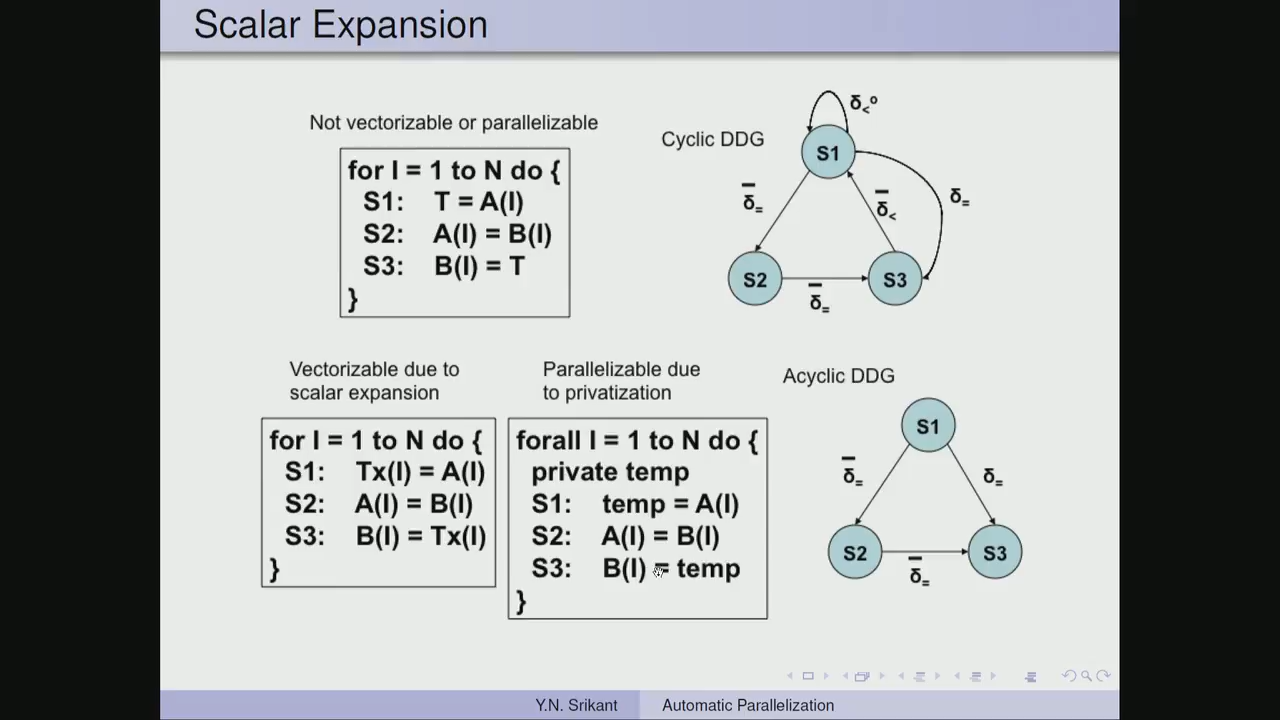 Scalar Expansion
Not vectorizable or parallelizable
for I = 1 to N do {
S1: T = A(I)
S2: A(I) = B(I)
S3: B(I) = T
}
Cyclic DDG
δ<o
S1
δ̅=
δ̅<
δ=
S2
S3
δ̅=
Vectorizable due to
scalar expansion
for I = 1 to N do {
S1: Tx(I) = A(I)
S2: A(I) = B(I)
S3: B(I) = Tx(I)
}
Parallelizable due
to privatization
forall I = 1 to N do {
private temp
S1: temp = A(I)
S2: A(I) = B(I)
S3: B(I) = temp
}
Acyclic DDG
S1
δ̅=
δ=
S2
S3
δ̅=
Y.N. Srikant
Automatic Parallelization